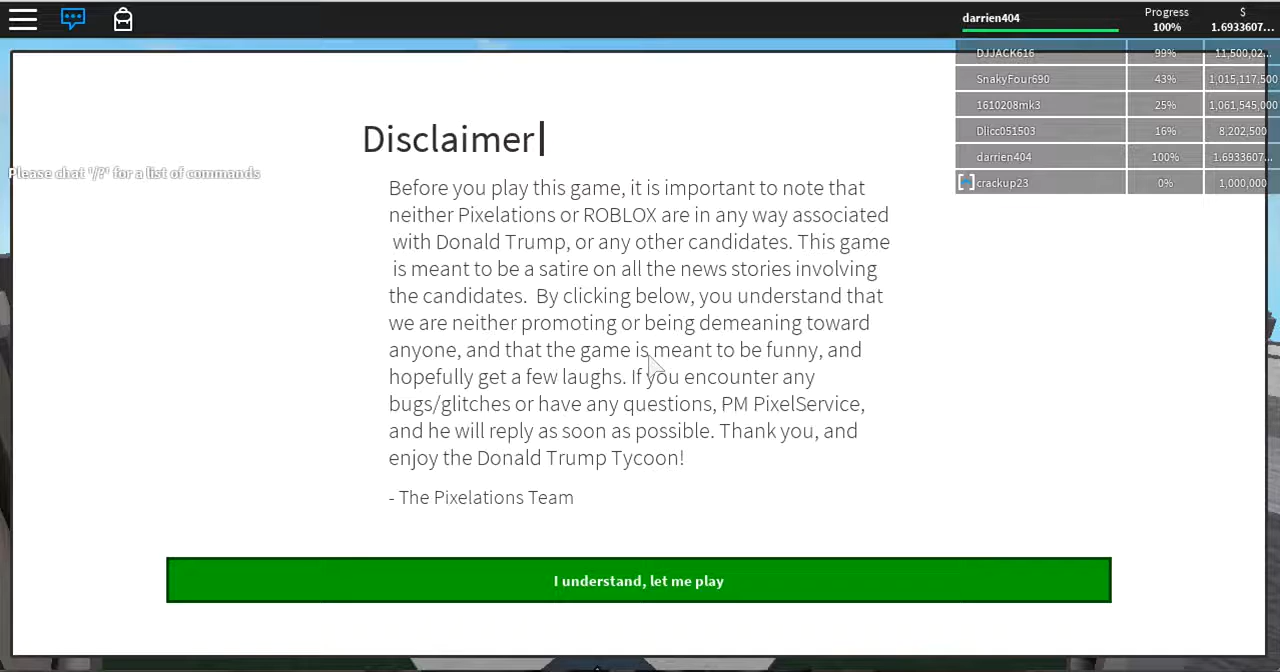 darrien404 Progress $
100% 1.6933607...
DJJACK616 99% 11,500,02...
SnakyFour690 43% 1,015,117,500
1610208mk3 25% 1,061,545,000
Dlicc051503 16% 8,202,500
darrien404 100% 1.6933607...
crackup23 0% 1,000,000
Please chat '/?' for a list of commands
Disclaimer
Before you play this game, it is important to note that
neither Pixelations or ROBLOX are in any way associated
with Donald Trump, or any other candidates. This game
is meant to be a satire on all the news stories involving
the candidates. By clicking below, you understand that
we are neither promoting or being demeaning toward
anyone, and that the game is meant to be funny, and
hopefully get a few laughs. If you encounter any
bugs/glitches or have any questions, PM PixelService,
and he will reply as soon as possible. Thank you, and
enjoy the Donald Trump Tycoon!
- The Pixelations Team
I understand, let me play